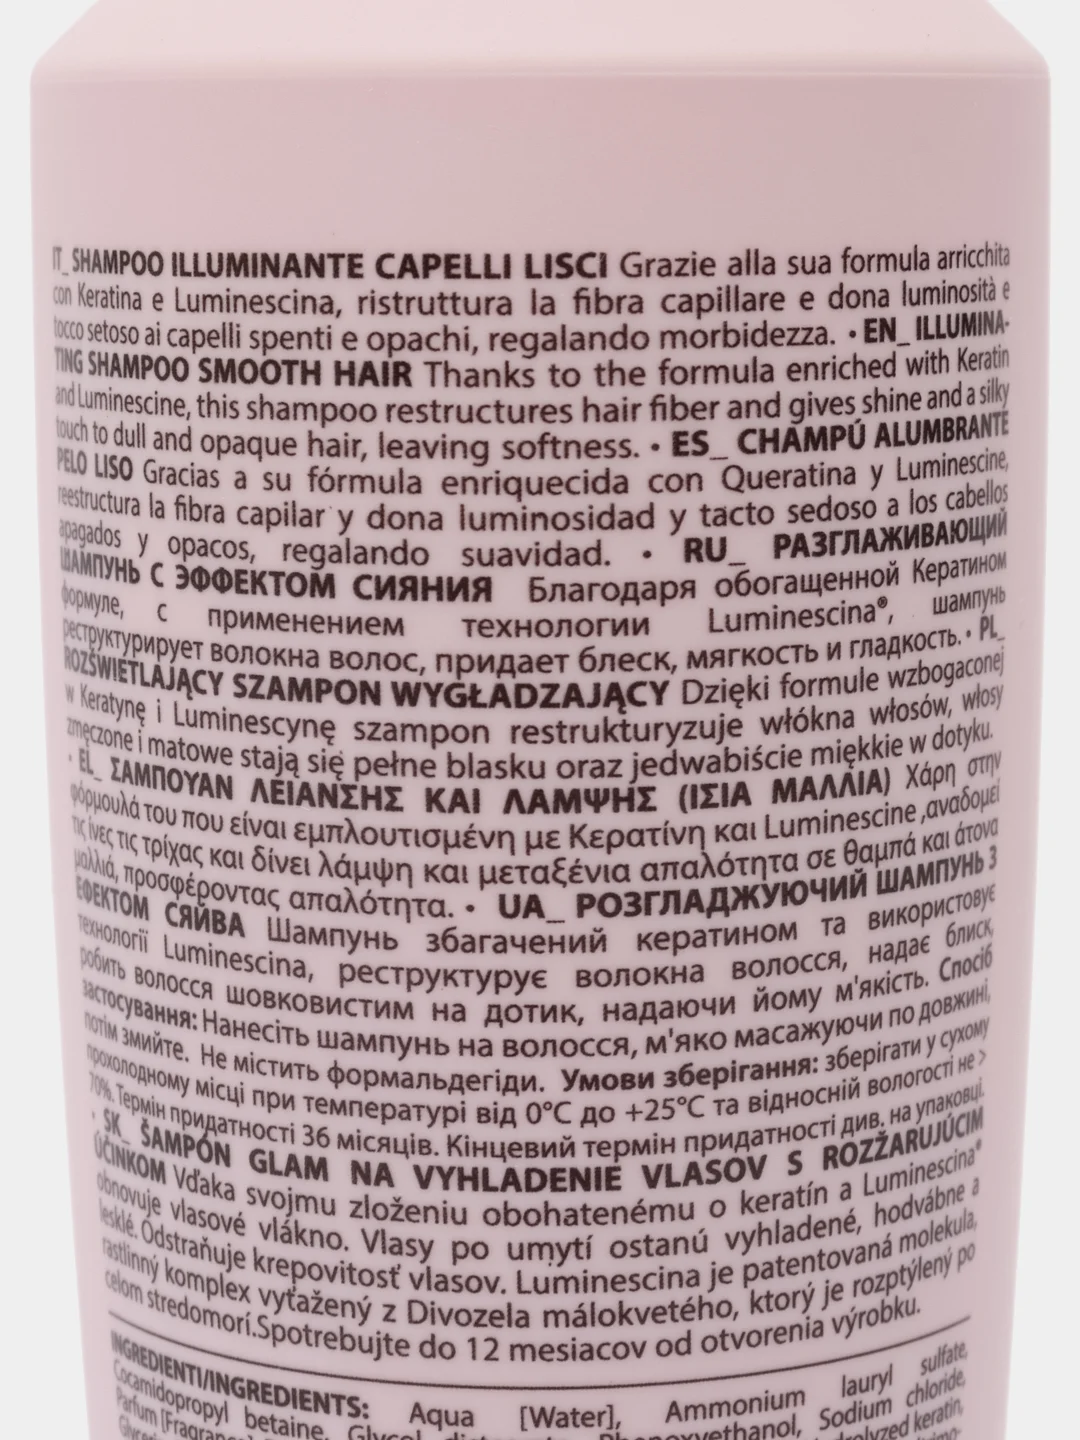 IT_ SHAMPOO ILLUMINANTE CAPELLI LISCI Grazie alla sua formula arricchita
con Keratina e Luminescina, ristruttura la fibra capillare e dona luminosità e
tocco setoso ai capelli spenti e opachi, regalando morbidezza. • EN_ ILLUMINA-
TING SHAMPOO SMOOTH HAIR Thanks to the formula enriched with Keratin
and Luminescine, this shampoo restructures hair fiber and gives shine and a silky
touch to dull and opaque hair, leaving softness. • ES_ CHAMPÚ ALUMBRANTE
PELO LISO Gracias a su fórmula enriquecida con Queratina y Luminescine,
reestructura la fibra capilar y dona luminosidad y tacto sedoso a los cabellos
apagados y opacos, regalando suavidad. • RU_ РАЗГЛАЖИВАЮЩИЙ
ШАМПУНЬ С ЭФФЕКТОМ СИЯНИЯ Благодаря обогащенной Кератином
формуле, с применением технологии Luminescina®, шампунь
реструктурирует волокна волос, придает блеск, мягкость и гладкость. • PL_
ROZŚWIETLAJĄCY SZAMPON WYGŁADZAJĄCY Dzięki formule wzbogaconej
w Keratynę i Luminescynę szampon restrukturyzuje włókna włosów, włosy
zmęczone i matowe stają się pełne blasku oraz jedwabiście miękkie w dotyku.
• EL_ ΣΑΜΠΟΥΑΝ ΛΕΙΑΝΣΗΣ ΚΑΙ ΛΑΜΨΗΣ (ΙΣΙΑ ΜΑΛΛΙΑ) Χάρη στην
φόρμουλά του που είναι εμπλουτισμένη με Κερατίνη και Luminescine ,αναδομεί
τις ίνες τις τρίχας και δίνει λάμψη και μεταξένια απαλότητα σε θαμπά και άτονα
μαλλιά, προσφέροντας απαλότητα. • UA_ РОЗГЛАДЖУЮЧИЙ ШАМПУНЬ З
ЕФЕКТОМ СЯЙВА Шампунь збагачений кератином та використовує
технології Luminescina, реструктурує волокна волосся, надає блиск,
робить волосся шовковистим на дотик, надаючи йому м'якість. Спосіб
застосування: Нанесіть шампунь на волосся, м'яко масажуючи по довжині,
потім змийте. Не містить формальдегіди. Умови зберігання: зберігати у сухому
прохолодному місці при температурі від 0°C до +25°C та відносній вологості не >
70%. Термін придатності 36 місяців. Кінцевий термін придатності див. на упаковці.
• SK_ ŠAMPÓN GLAM NA VYHLADENIE VLASOV S ROZŽARUJÚCIM
ÚČINKOM Vďaka svojmu zloženiu obohatenému o keratín a Luminescina®
obnovuje vlasové vlákno. Vlasy po umytí ostanú vyhladené, hodvábne a
lesklé. Odstraňuje krepovitosť vlasov. Luminescina je patentovaná molekula,
rastlinný komplex vyťažený z Divozela málokvetého, ktorý je rozptýlený po
celom stredomorí.Spotrebujte do 12 mesiacov od otvorenia výrobku.
INGREDIENTI/INGREDIENTS: Aqua [Water], Ammonium lauryl sulfate,
Cocamidopropyl betaine, Glycol Phenoxyethanol, Sodium chloride,
Parfum keratin,